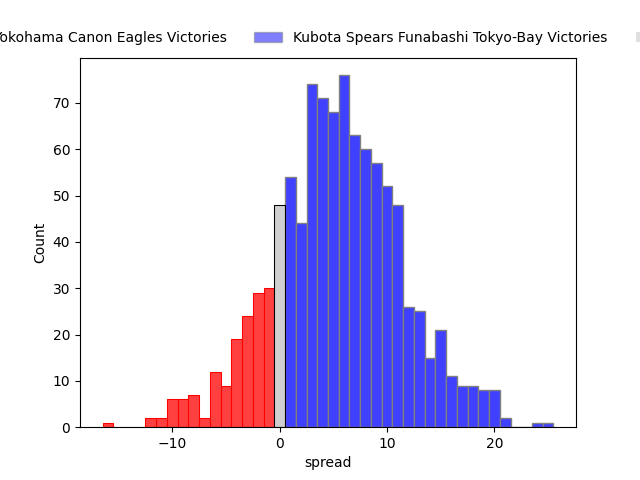 okohama Canon Eagles Victories Kubota Spears Funabashi Tokyo-Bay Victories
70
60
50
40
30
20
10
0
Count
−10 0 10 20
spread